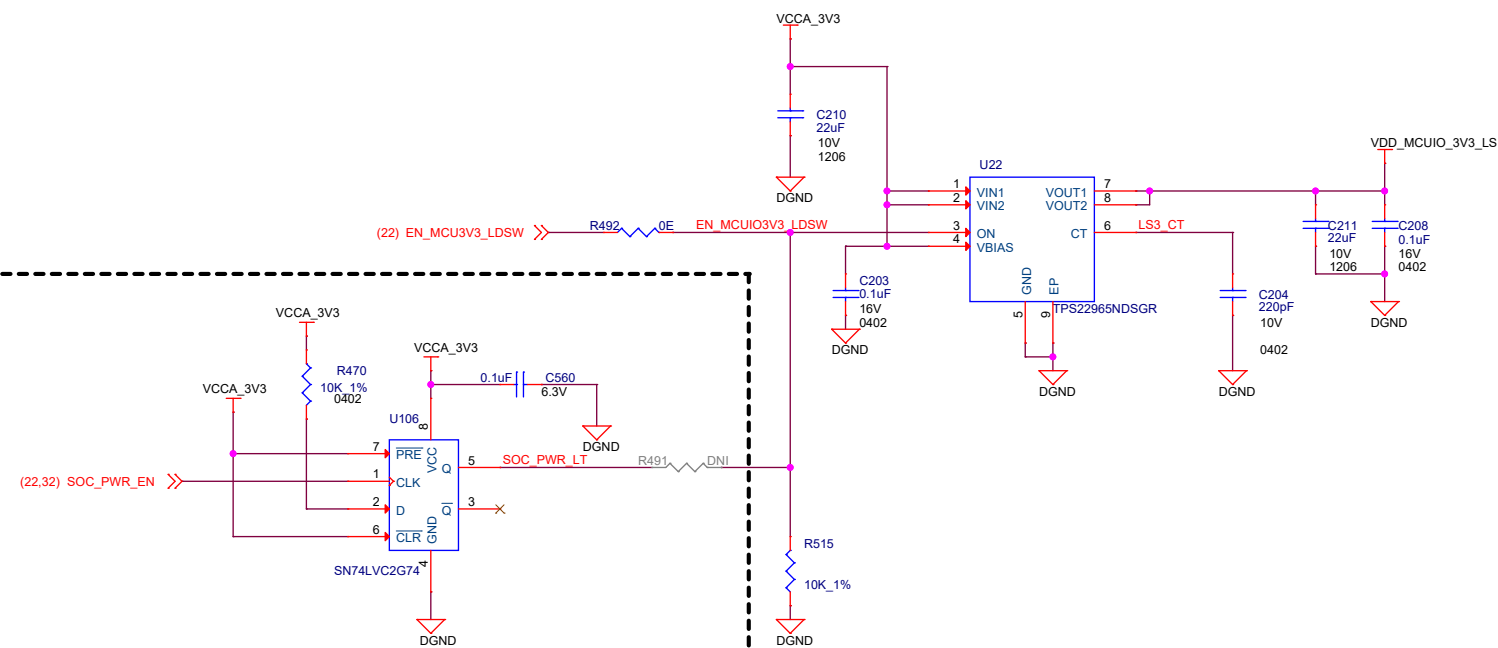 VCCA_3V3
C210
22uF
10V
1206
DGND
VDD_MCUIO_3V3_LS
U22
1
VIN1
VOUT1
7
2
VIN2
VOUT2
8
(22) EN_MCU3V3_LDSW
R492
0E
EN_MCUIO3V3_LDSW
3
ON
CT
6
LS3_CT
4
VBIAS
C211
22uF
10V
1206
C208
0.1uF
16V
0402
DGND
C203
0.1uF
16V
0402
DGND
GND
EP
5
9
TPS22965NDSGR
DGND
C204
220pF
10V
0402
DGND
VCCA_3V3
R470
10K_1%
0402
VCCA_3V3
VCCA_3V3
0.1uF
C560
6.3V
DGND
U106
8
7
PRE
VCC
Q
5
SOC_PWR_LT
R491
DNI
(22,32) SOC_PWR_EN
1
CLK
2
D
Q
3
6
CLR
GND
4
SN74LVC2G74
DGND
R515
10K_1%
DGND